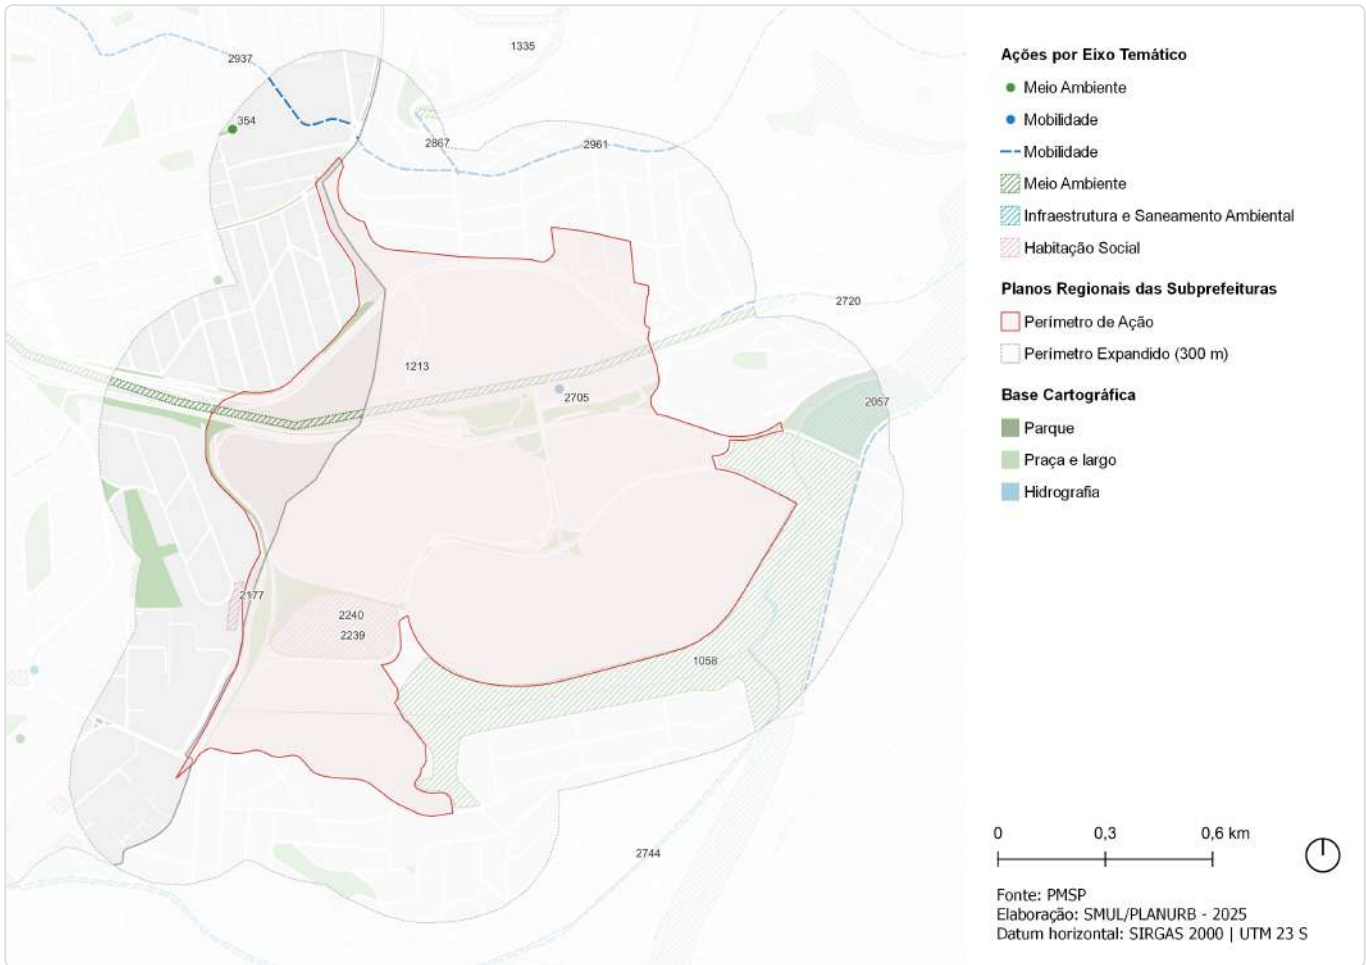 1335
2937
354
2867
2961
2720
1213
2705
2057
2177
2240
2239
1058
2744
Ações por Eixo Temático
Meio Ambiente
Mobilidade
Mobilidade
Meio Ambiente
Infraestrutura e Saneamento Ambiental
Habitação Social
Planos Regionais das Subprefeituras
Perímetro de Ação
Perímetro Expandido (300 m)
Base Cartográfica
Parque
Praça e largo
Hidrografia
0 0,3 0,6 km
Fonte: PMSP
Elaboração: SMUL/PLANURB - 2025
Datum horizontal: SIRGAS 2000 | UTM 23 S